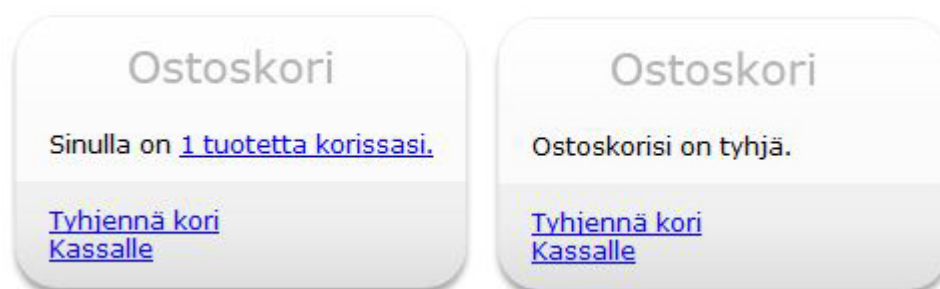 Ostoskori
Sinulla on 1 tuotetta korissasi.
Tyhjennä kori
Kassalle
Ostoskori
Ostoskorisi on tyhjä.
Tyhjennä kori
Kassalle